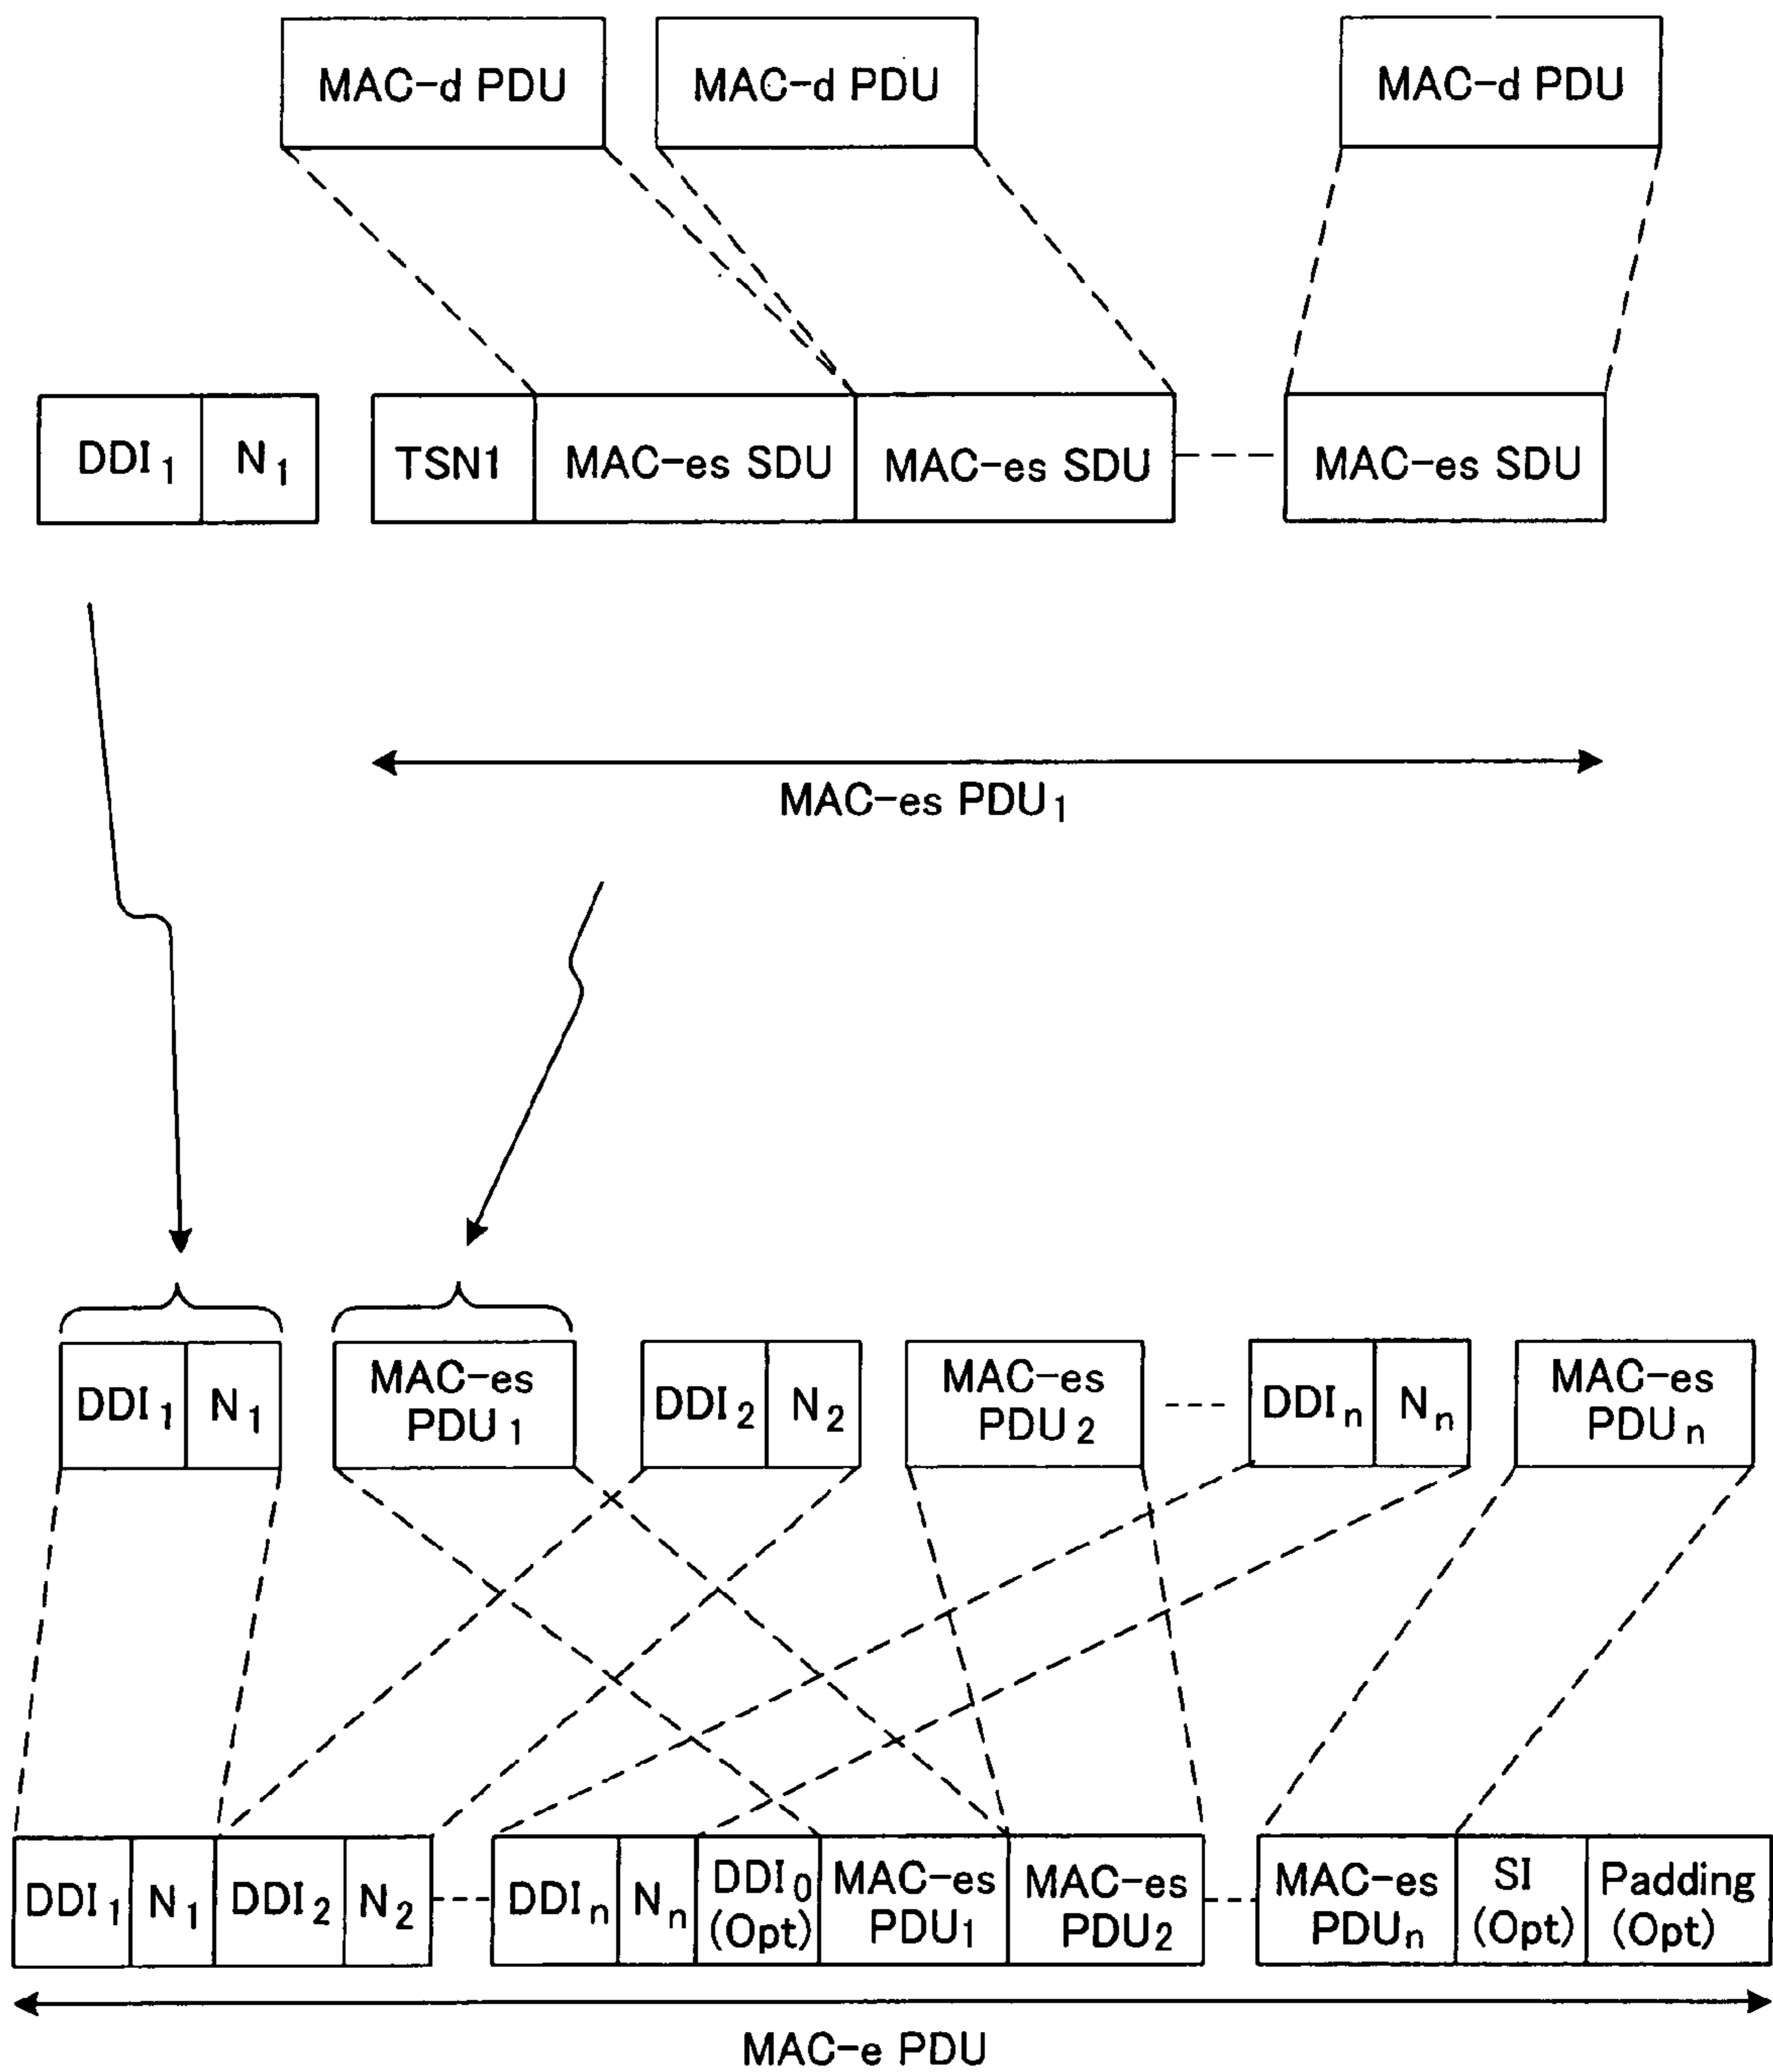 MAC-d PDU MAC-d PDU MAC-d PDU
DDI1 N1 TSN1 MAC-es SDU MAC-es SDU MAC-es SDU
MAC-es PDU1
DDI1 N1 MAC-es PDU1 DDI2 N2 MAC-es PDU2 DDIn Nn MAC-es PDUn
DDI1 N1 DDI2 N2 DDIn Nn DDI0 (Opt) MAC-es PDU1 MAC-es PDU2 MAC-es PDUn SI (Opt) Padding (Opt)
MAC-e PDU